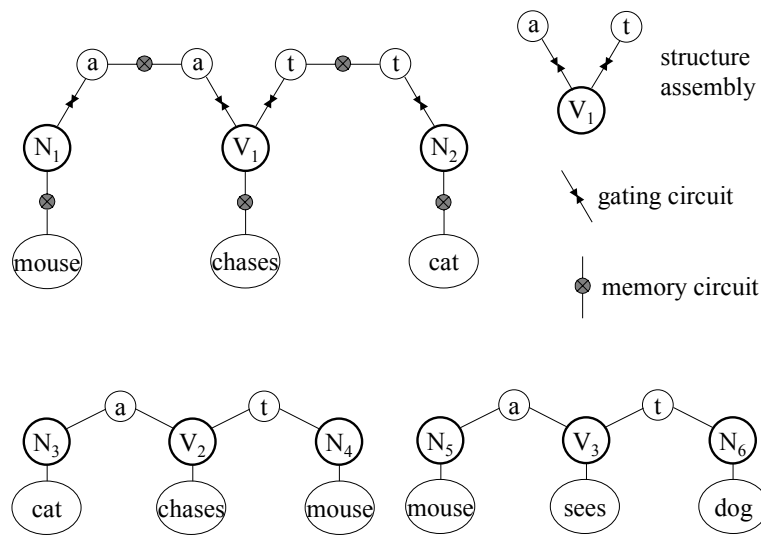 a a t t
N1 V1 N2
mouse chases cat
a t
V1
structure
assembly
gating circuit
memory circuit
a t
N3 V2 N4
cat chases mouse
a t
N5 V3 N6
mouse sees dog